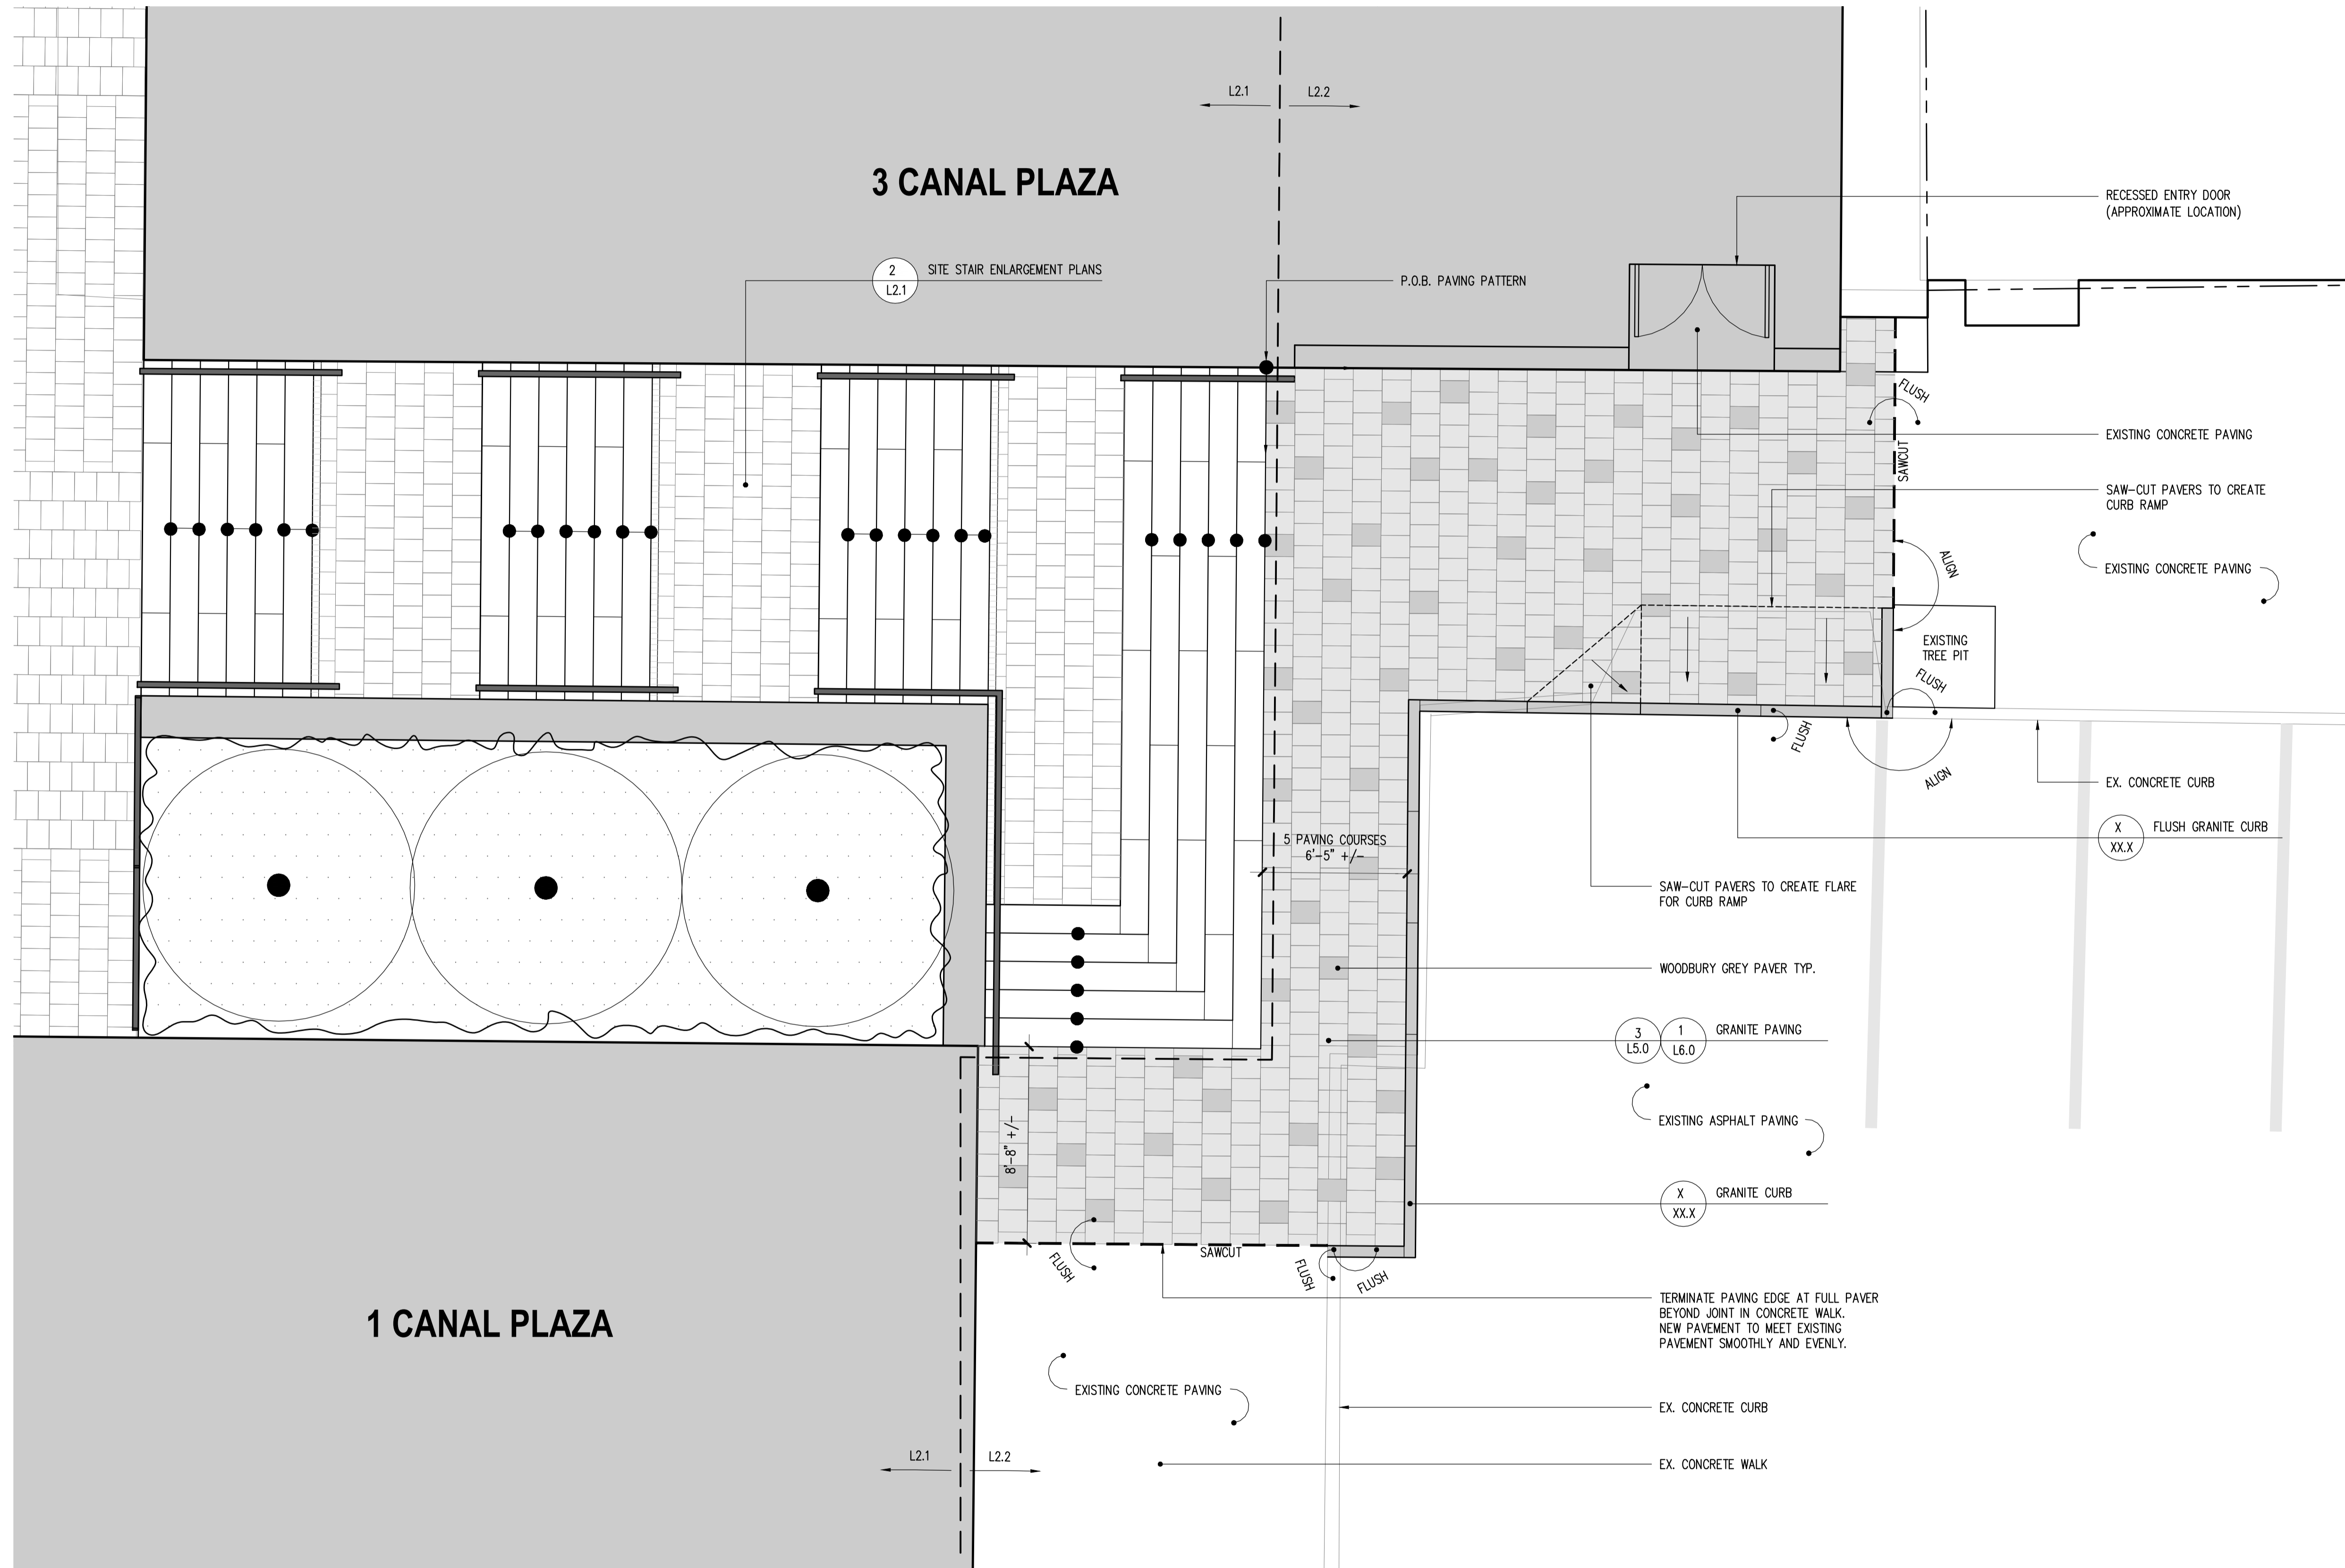 L2.1
L2.2
3 CANAL PLAZA
RECESSED ENTRY DOOR
(APPROXIMATE LOCATION)
2
L2.1
SITE STAIR ENLARGEMENT PLANS
P.O.B. PAVING PATTERN
FLUSH
EXISTING CONCRETE PAVING
SAWCUT
SAW-CUT PAVERS TO CREATE
CURB RAMP
ALIGN
EXISTING CONCRETE PAVING
EXISTING
TREE PIT
FLUSH
FLUSH
ALIGN
EX. CONCRETE CURB
X
XX.X
FLUSH GRANITE CURB
5 PAVING COURSES
6'-5" +/-
SAW-CUT PAVERS TO CREATE FLARE
FOR CURB RAMP
WOODBURY GREY PAVER TYP.
3
L5.0
1
L6.0
GRANITE PAVING
EXISTING ASPHALT PAVING
8'-8" +/-
X
XX.X
GRANITE CURB
SAWCUT
FLUSH
FLUSH
FLUSH
TERMINATE PAVING EDGE AT FULL PAVER
BEYOND JOINT IN CONCRETE WALK.
NEW PAVEMENT TO MEET EXISTING
PAVEMENT SMOOTHLY AND EVENLY.
1 CANAL PLAZA
EXISTING CONCRETE PAVING
EX. CONCRETE CURB
L2.1
L2.2
EX. CONCRETE WALK